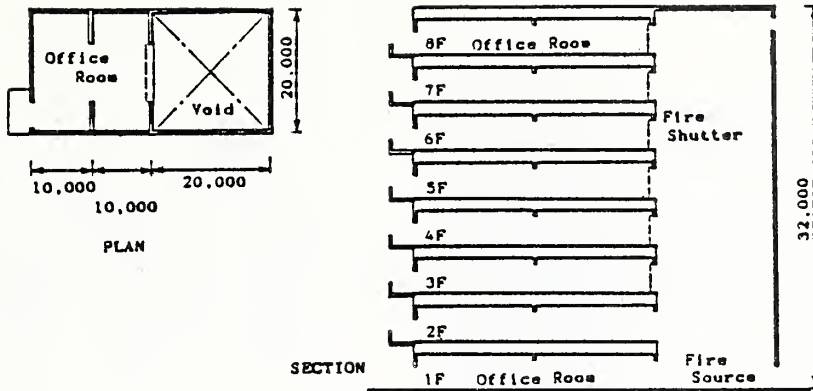 Office
Room
Void
20,000
10,000
10,000
20,000
PLAN
8F Office Room
7F
Fire
Shutter
6F
5F
4F
3F
2F
32,000
SECTION
1F Office Room
Fire
Source